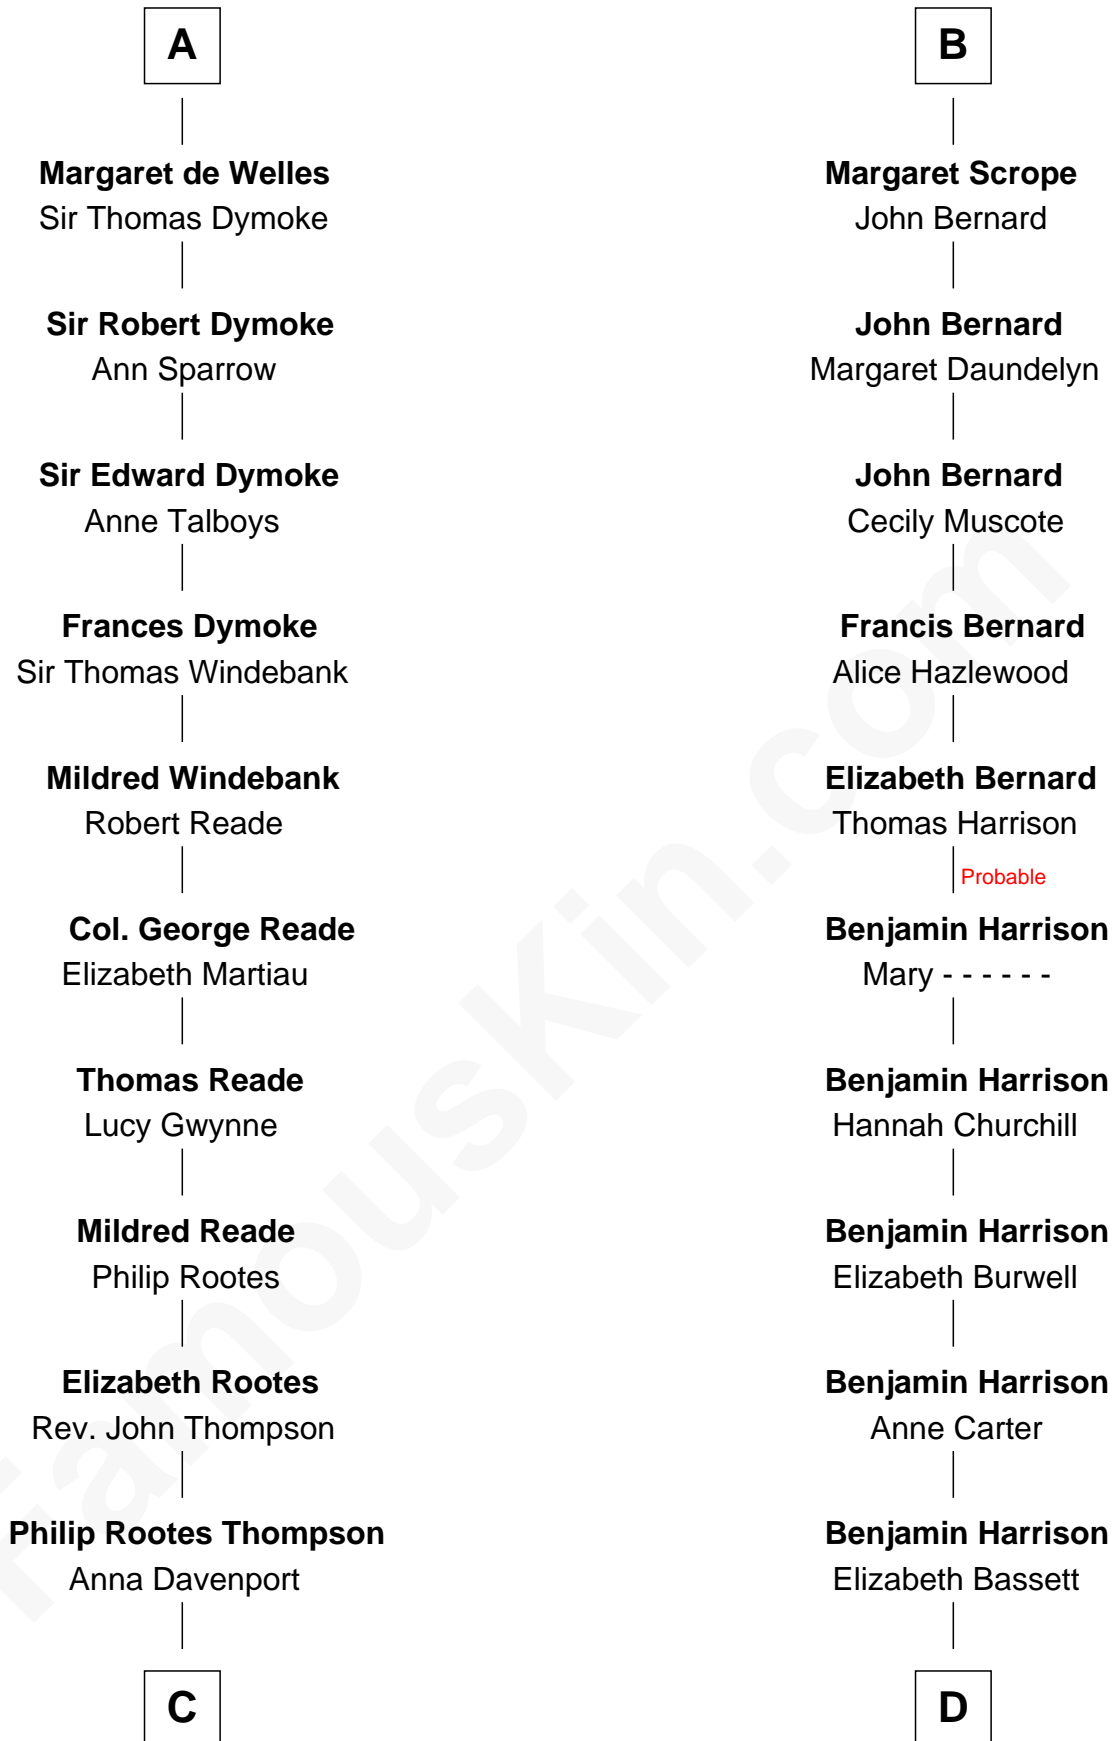 A
Margaret de Welles
Sir Thomas Dymoke
Sir Robert Dymoke
Ann Sparrow
Sir Edward Dymoke
Anne Talboys
Frances Dymoke
Sir Thomas Windebank
Mildred Windebank
Robert Reade
Col. George Reade
Elizabeth Martiau
Thomas Reade
Lucy Gwynne
Mildred Reade
Philip Rootes
Elizabeth Rootes
Rev. John Thompson
Philip Rootes Thompson
Anna Davenport
C
B
Margaret Scrope
John Bernard
John Bernard
Margaret Daundelyn
John Bernard
Cecily Muscote
Francis Bernard
Alice Hazlewood
Elizabeth Bernard
Thomas Harrison
Probable
Benjamin Harrison
Mary - - - - - -
Benjamin Harrison
Hannah Churchill
Benjamin Harrison
Elizabeth Burwell
Benjamin Harrison
Anne Carter
Benjamin Harrison
Elizabeth Bassett
D
FamousKin.com